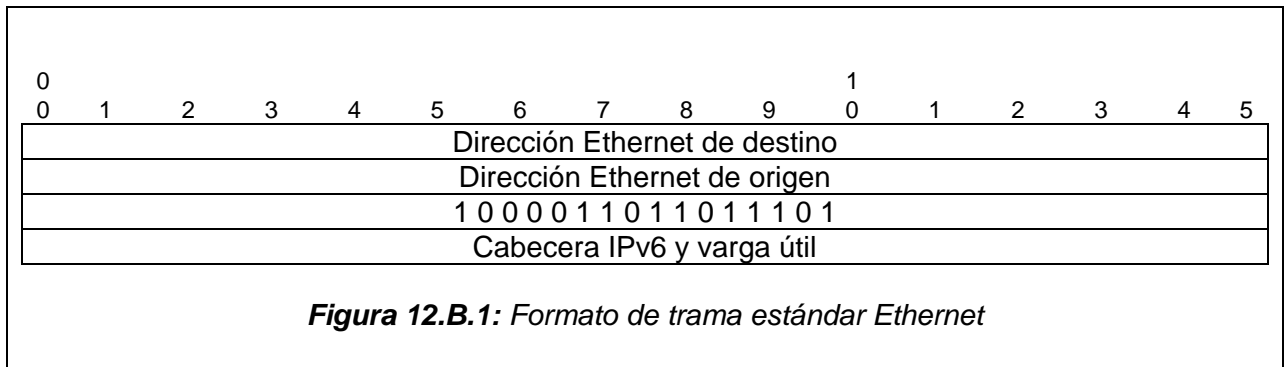 0 1
0 1 2 3 4 5 6 7 8 9 0 1 2 3 4 5
Dirección Ethernet de destino
Dirección Ethernet de origen
1 0 0 0 0 1 1 0 1 1 0 1 1 1 0 1
Cabecera IPv6 y varga útil
Figura 12.B.1: Formato de trama estándar Ethernet